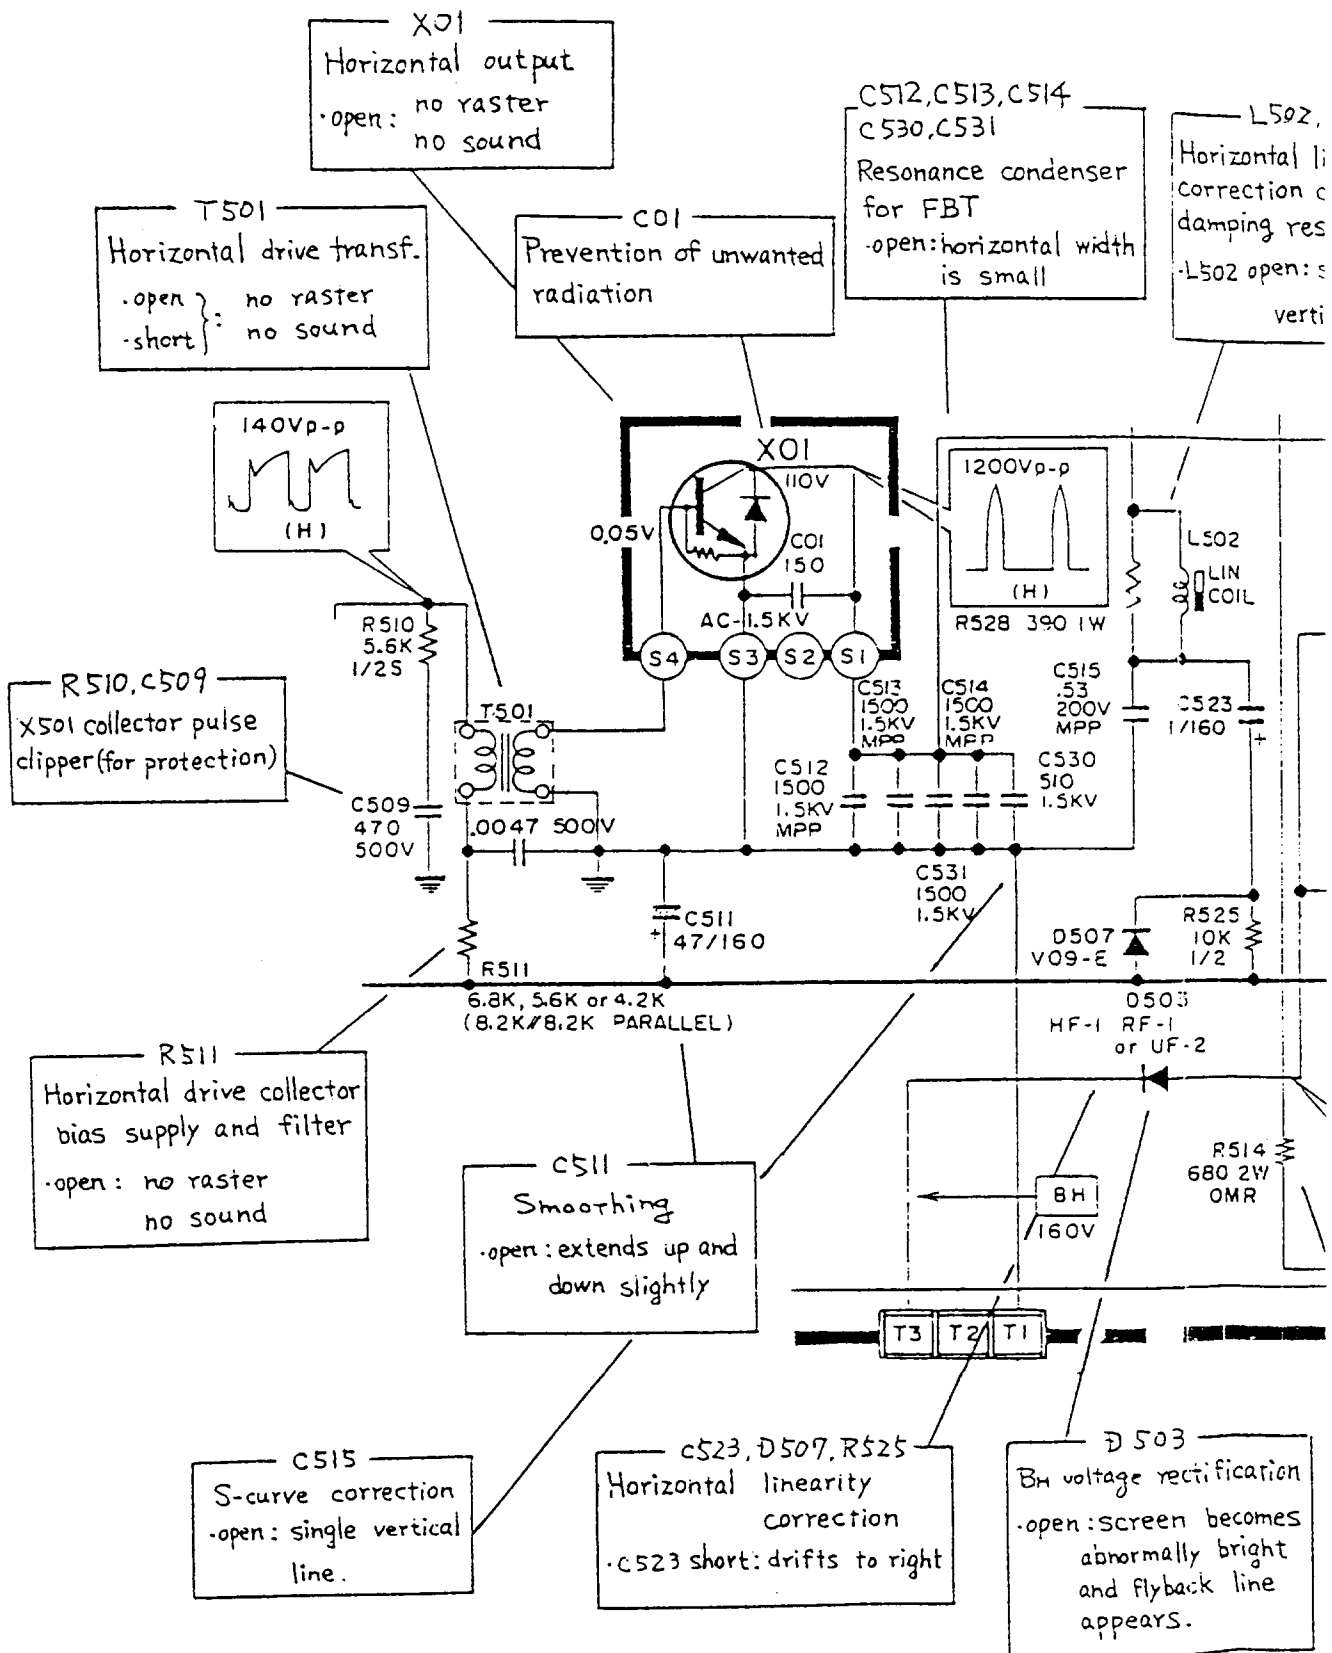 X01
Horizontal output
·open: no raster
no sound
C512, C513, C514
C530, C531
Resonance condenser
for FBT
·open: horizontal width
is small
L502,
Horizontal li
correction c
damping res
·L502 open: s
verti
T501
Horizontal drive transf.
·open
·short } : no raster
no sound
C01
Prevention of unwanted
radiation
140Vp-p
(H)
X01
110V
0.05V
C01
150
AC-1.5KV
S4
S3
S2
S1
1200Vp-p
(H)
R528 390 1W
L502
LIN
COIL
R510
5.6K
1/2S
R510, C509
X501 collector pulse
clipper (for protection)
T501
C509
470
500V
.0047 500V
C513
1500
1.5KV
MPP
C514
1500
1.5KV
MPP
C515
.53
200V
MPP
C523
1/160
+
C512
1500
1.5KV
MPP
C530
510
1.5KV
C531
1500
1.5KV
C511
47/160
+
D507
V09-E
R525
10K
1/2
R511
6.8K, 5.6K or 4.2K
(8.2K//8.2K PARALLEL)
D503
HF-1 RF-1
or UF-2
R511
Horizontal drive collector
bias supply and filter
·open: no raster
no sound
C511
Smoothing
·open: extends up and
down slightly
BH
160V
R514
680 2W
OMR
T3
T2
T1
C515
S-curve correction
·open: single vertical
line.
C523, D507, R525
Horizontal linearity
correction
·C523 short: drifts to right
D503
BH voltage rectification
·open: screen becomes
abnormally bright
and flyback line
appears.